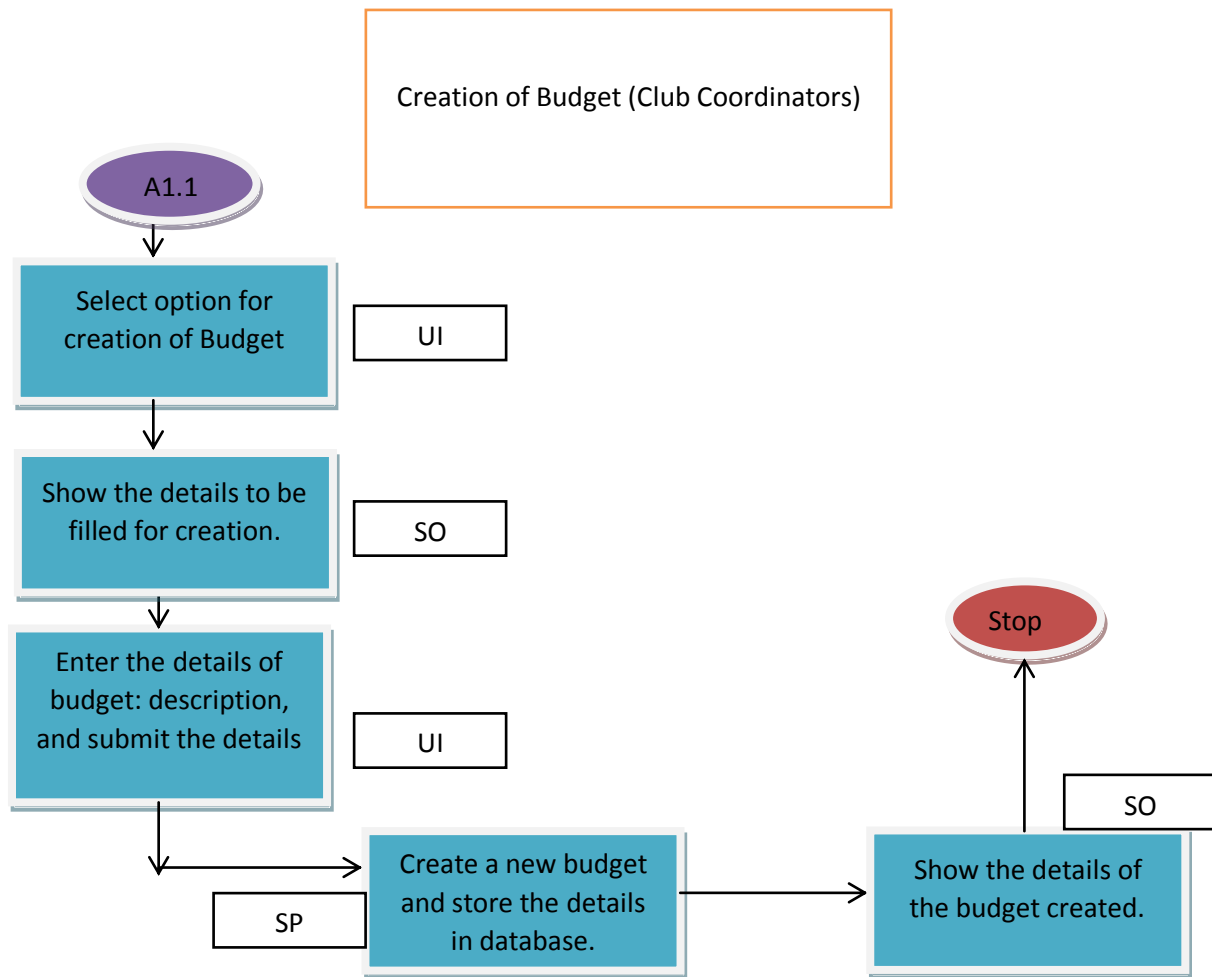 Creation of Budget (Club Coordinators)
A1.1
Select option for
creation of Budget
UI
Show the details to be
filled for creation.
SO
Enter the details of
budget: description,
and submit the details
UI
Create a new budget
and store the details
in database.
SP
Show the details of
the budget created.
SO
Stop